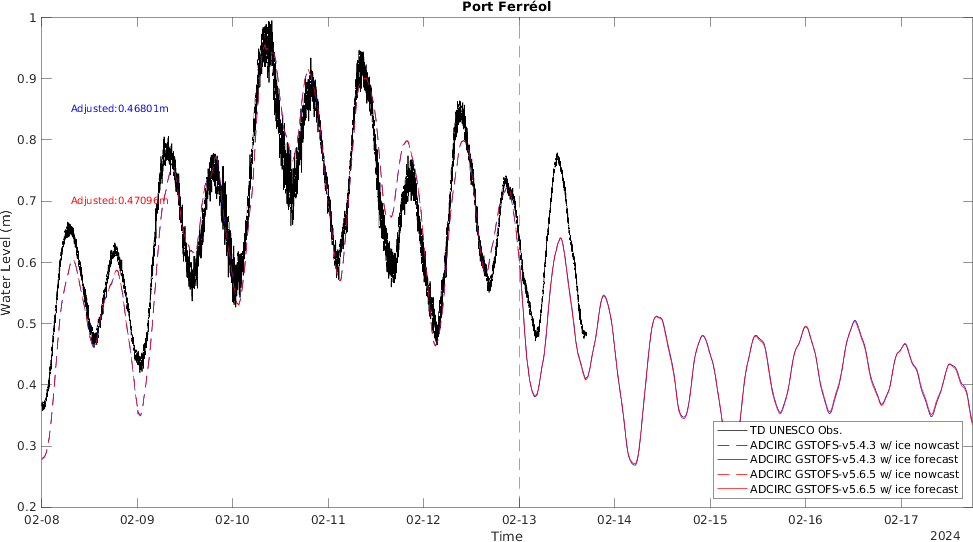 Port Ferréol
Water Level (m)
1
0.9
0.8
0.7
0.6
0.5
0.4
0.3
0.2
Adjusted:0.46801m
Adjusted:0.47096m
TD UNESCO Obs.
ADCIRC GSTOFS-v5.4.3 w/ ice nowcast
ADCIRC GSTOFS-v5.4.3 w/ ice forecast
ADCIRC GSTOFS-v5.6.5 w/ ice nowcast
ADCIRC GSTOFS-v5.6.5 w/ ice forecast
02-08 02-09 02-10 02-11 02-12 02-13 02-14 02-15 02-16 02-17
Time
2024